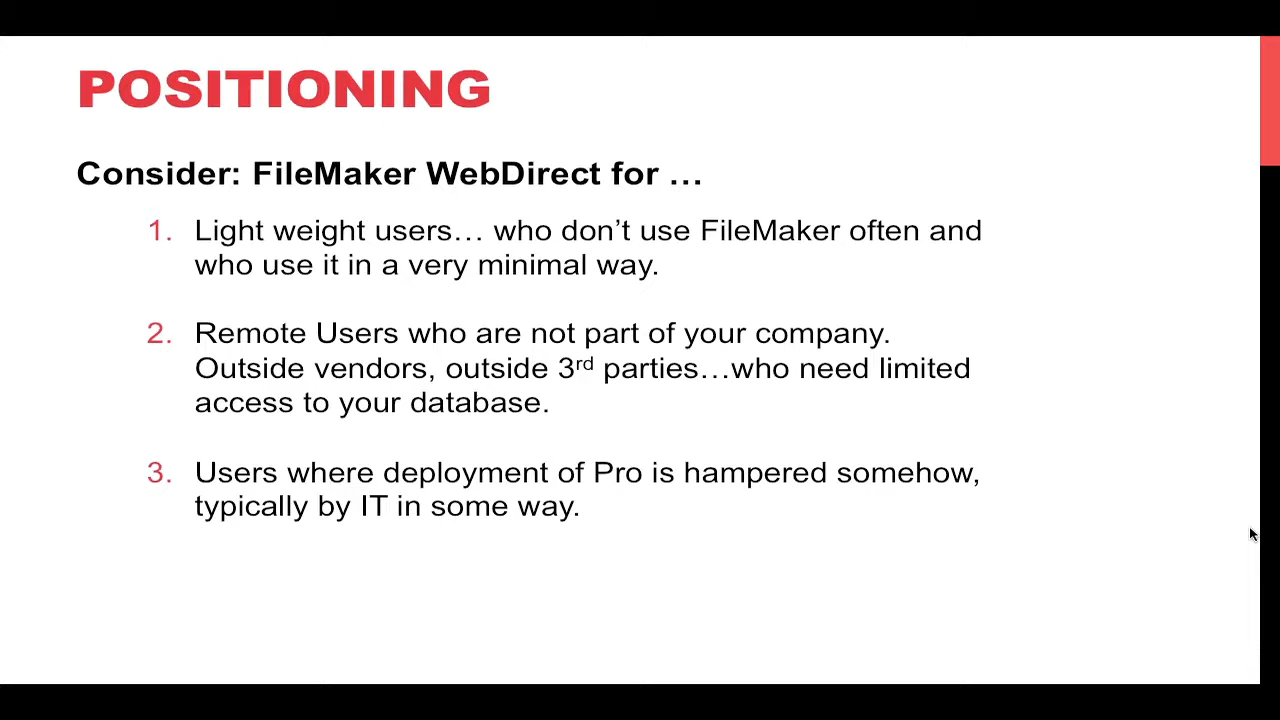 POSITIONING
Consider: FileMaker WebDirect for …
1. Light weight users… who don’t use FileMaker often and
who use it in a very minimal way.
2. Remote Users who are not part of your company.
Outside vendors, outside 3rd parties…who need limited
access to your database.
3. Users where deployment of Pro is hampered somehow,
typically by IT in some way.